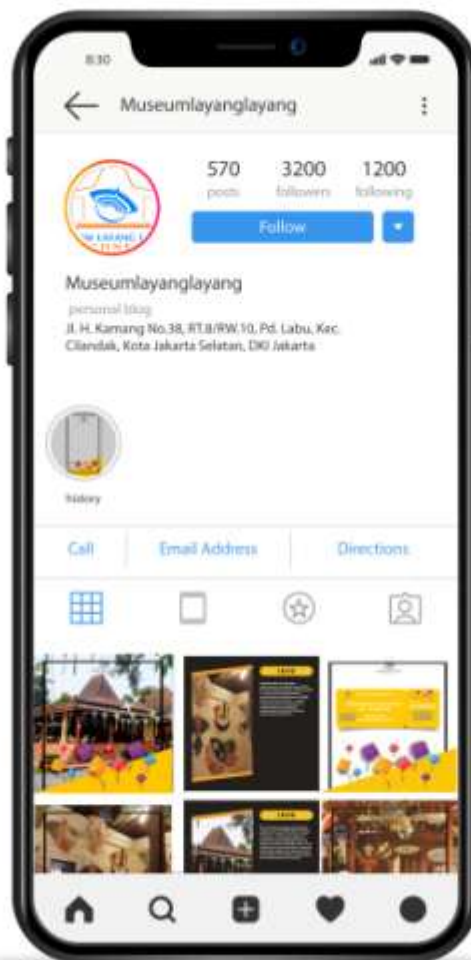 8:30
Museumlayanglayang
570 3200 1200
posts followers following
Follow
Museumlayanglayang
personal blog
Jl. H. Kamang No.38, RT.8/RW.10, Pd. Labu, Kec.
Cilandak, Kota Jakarta Selatan, DKI Jakarta
history
Call Email Address Directions